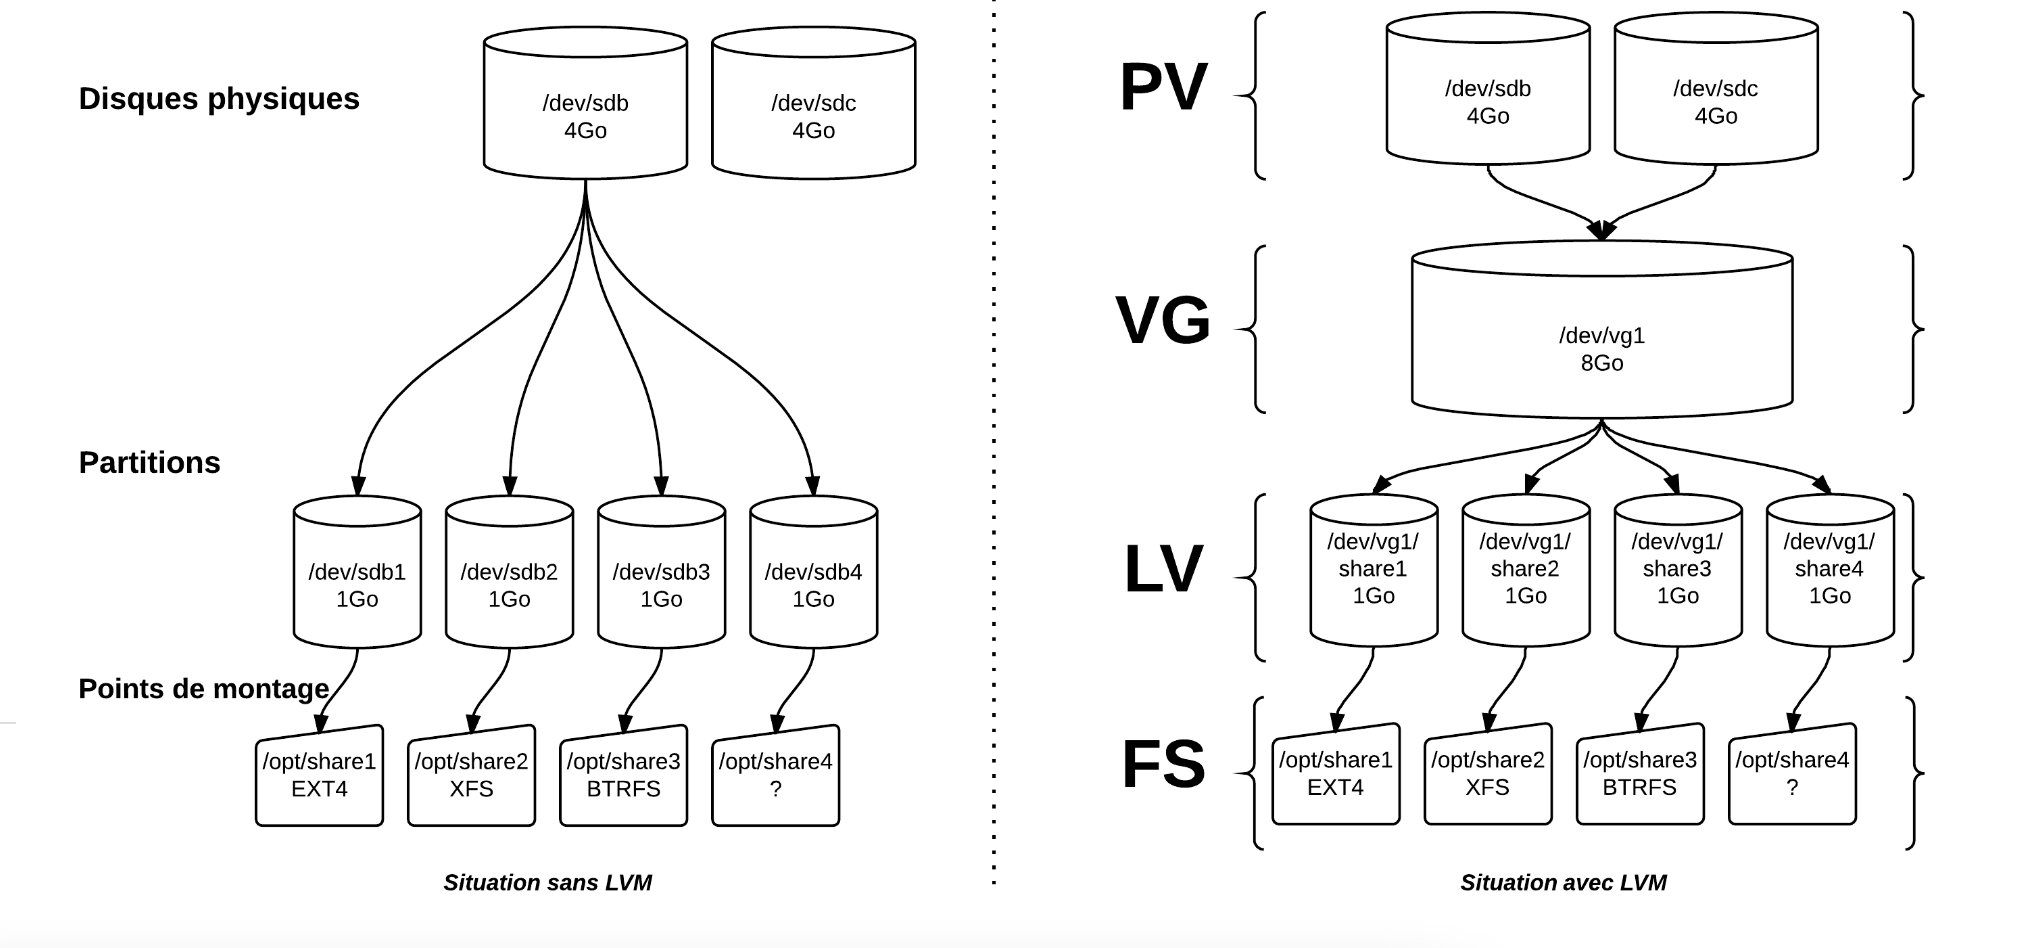 Disques physiques
/dev/sdb
4Go
/dev/sdc
4Go
Partitions
/dev/sdb1
1Go
/dev/sdb2
1Go
/dev/sdb3
1Go
/dev/sdb4
1Go
Points de montage
/opt/share1
EXT4
/opt/share2
XFS
/opt/share3
BTRFS
/opt/share4
?
Situation sans LVM
PV
/dev/sdb
4Go
/dev/sdc
4Go
VG
/dev/vg1
8Go
LV
/dev/vg1/
share1
1Go
/dev/vg1/
share2
1Go
/dev/vg1/
share3
1Go
/dev/vg1/
share4
1Go
FS
/opt/share1
EXT4
/opt/share2
XFS
/opt/share3
BTRFS
/opt/share4
?
Situation avec LVM